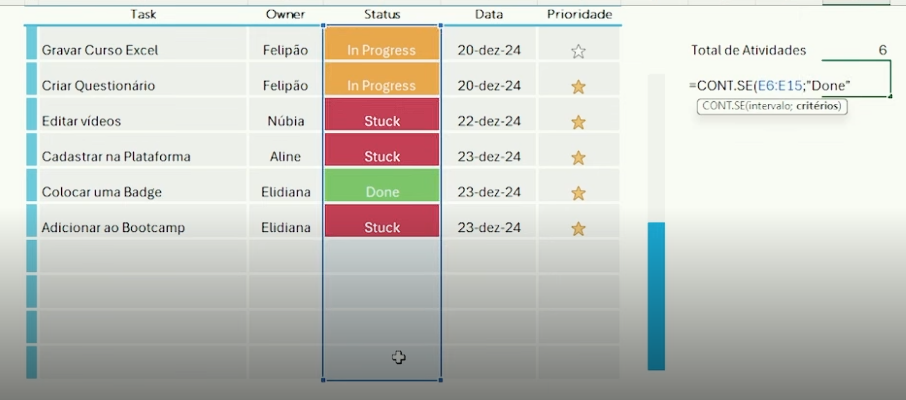 Task Owner Status Data Prioridade
Gravar Curso Excel Felipão In Progress 20-dez-24
Total de Atividades 6
Criar Questionário Felipão In Progress 20-dez-24
=CONT.SE(E6:E15;"Done"
CONT.SE(intervalo; critérios)
Editar vídeos Núbia Stuck 22-dez-24
Cadastrar na Plataforma Aline Stuck 23-dez-24
Colocar uma Badge Elidiana Done 23-dez-24
Adicionar ao Bootcamp Elidiana Stuck 23-dez-24